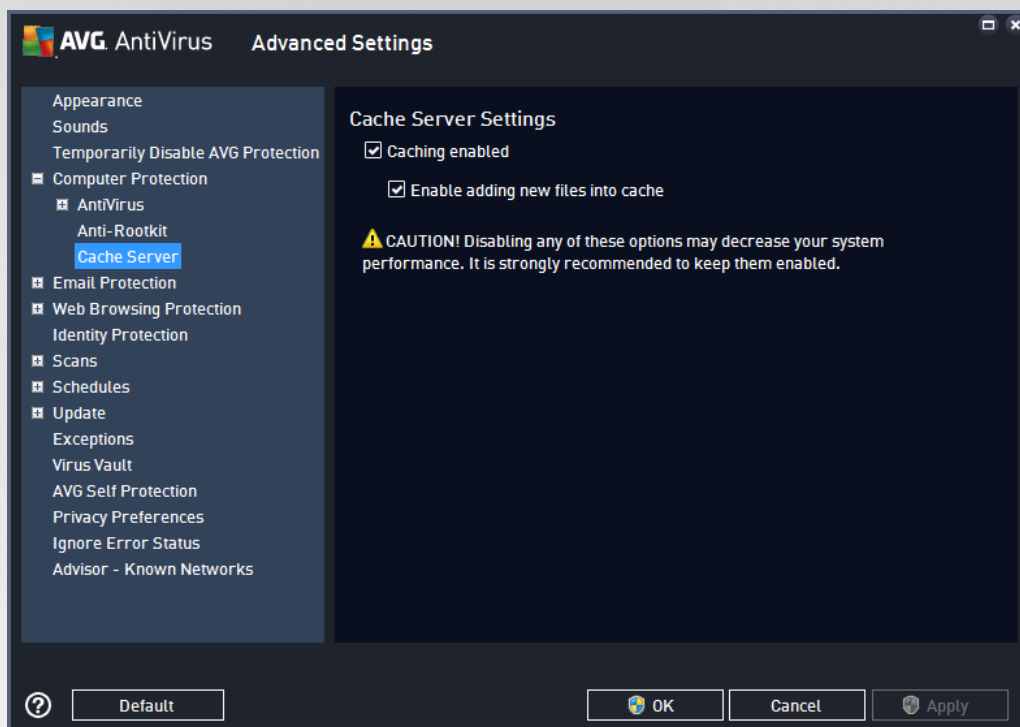 AVG. AntiVirus Advanced Settings
Appearance
Sounds
Temporarily Disable AVG Protection
Computer Protection
AntiVirus
Anti-Rootkit
Cache Server
Email Protection
Web Browsing Protection
Identity Protection
Scans
Schedules
Update
Exceptions
Virus Vault
AVG Self Protection
Privacy Preferences
Ignore Error Status
Advisor - Known Networks
Cache Server Settings
Caching enabled
Enable adding new files into cache
CAUTION! Disabling any of these options may decrease your system
performance. It is strongly recommended to keep them enabled.
Default OK Cancel Apply